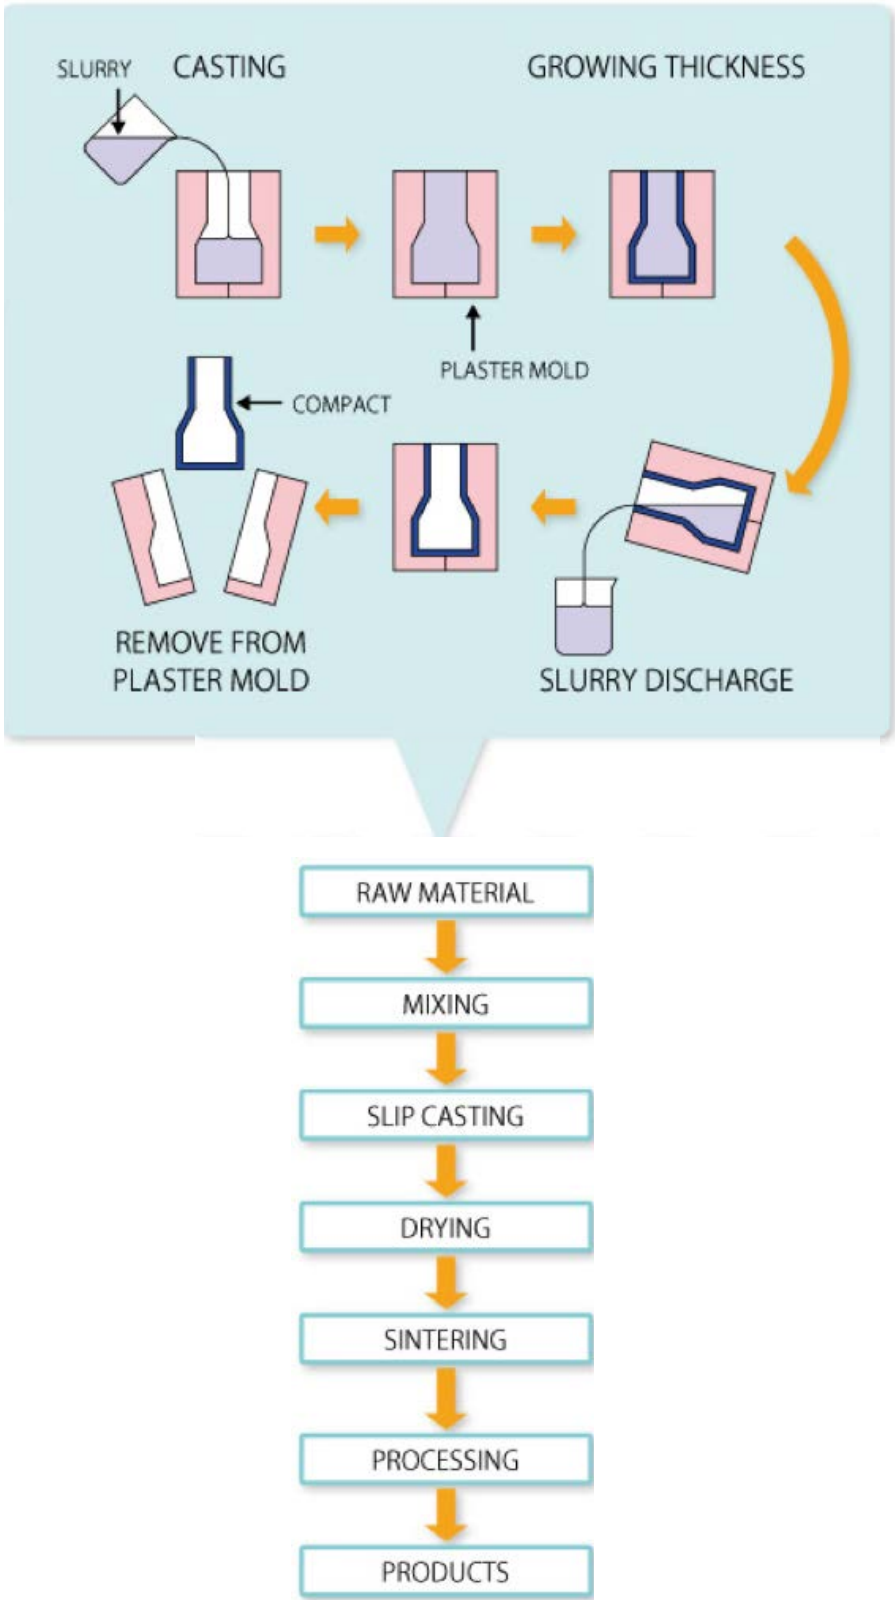 SLURRY
CASTING
GROWING THICKNESS
PLASTER MOLD
COMPACT
REMOVE FROM
PLASTER MOLD
SLURRY DISCHARGE
RAW MATERIAL
MIXING
SLIP CASTING
DRYING
SINTERING
PROCESSING
PRODUCTS